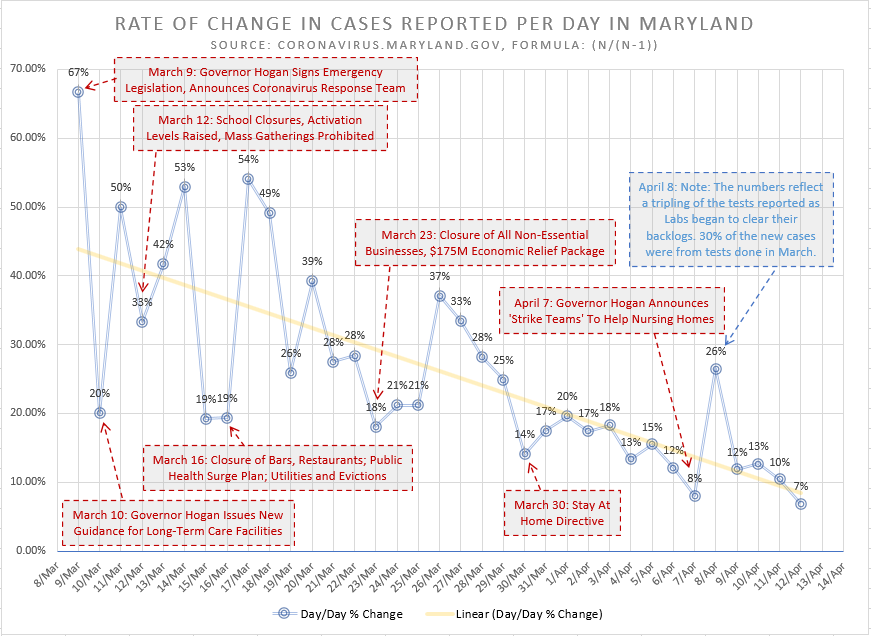 RATE OF CHANGE IN CASES REPORTED PER DAY IN MARYLAND
SOURCE: CORONAVIRUS.MARYLAND.GOV, FORMULA: (N/(N-1))
70.00%
60.00%
50.00%
40.00%
30.00%
20.00%
10.00%
0.00%
67%
March 9: Governor Hogan Signs Emergency
Legislation, Announces Coronavirus Response Team
March 12: School Closures, Activation
Levels Raised, Mass Gatherings Prohibited
20%
50%
33%
42%
53%
19%
19%
54%
49%
26%
39%
28%
28%
18%
21%
21%
37%
33%
28%
25%
14%
17%
20%
17%
18%
13%
15%
12%
8%
26%
12%
13%
10%
7%
March 23: Closure of All Non-Essential
Businesses, $175M Economic Relief Package
April 8: Note: The numbers reflect
a tripling of the tests reported as
Labs began to clear their
backlogs. 30% of the new cases
were from tests done in March.
April 7: Governor Hogan Announces
'Strike Teams' To Help Nursing Homes
March 16: Closure of Bars, Restaurants; Public
Health Surge Plan; Utilities and Evictions
March 10: Governor Hogan Issues New
Guidance for Long-Term Care Facilities
March 30: Stay At
Home Directive
8/Mar
9/Mar
10/Mar
11/Mar
12/Mar
13/Mar
14/Mar
15/Mar
16/Mar
17/Mar
18/Mar
19/Mar
20/Mar
21/Mar
22/Mar
23/Mar
24/Mar
25/Mar
26/Mar
27/Mar
28/Mar
29/Mar
30/Mar
31/Mar
1/Apr
2/Apr
3/Apr
4/Apr
5/Apr
6/Apr
7/Apr
8/Apr
9/Apr
10/Apr
11/Apr
12/Apr
13/Apr
14/Apr
Day/Day % Change
Linear (Day/Day % Change)